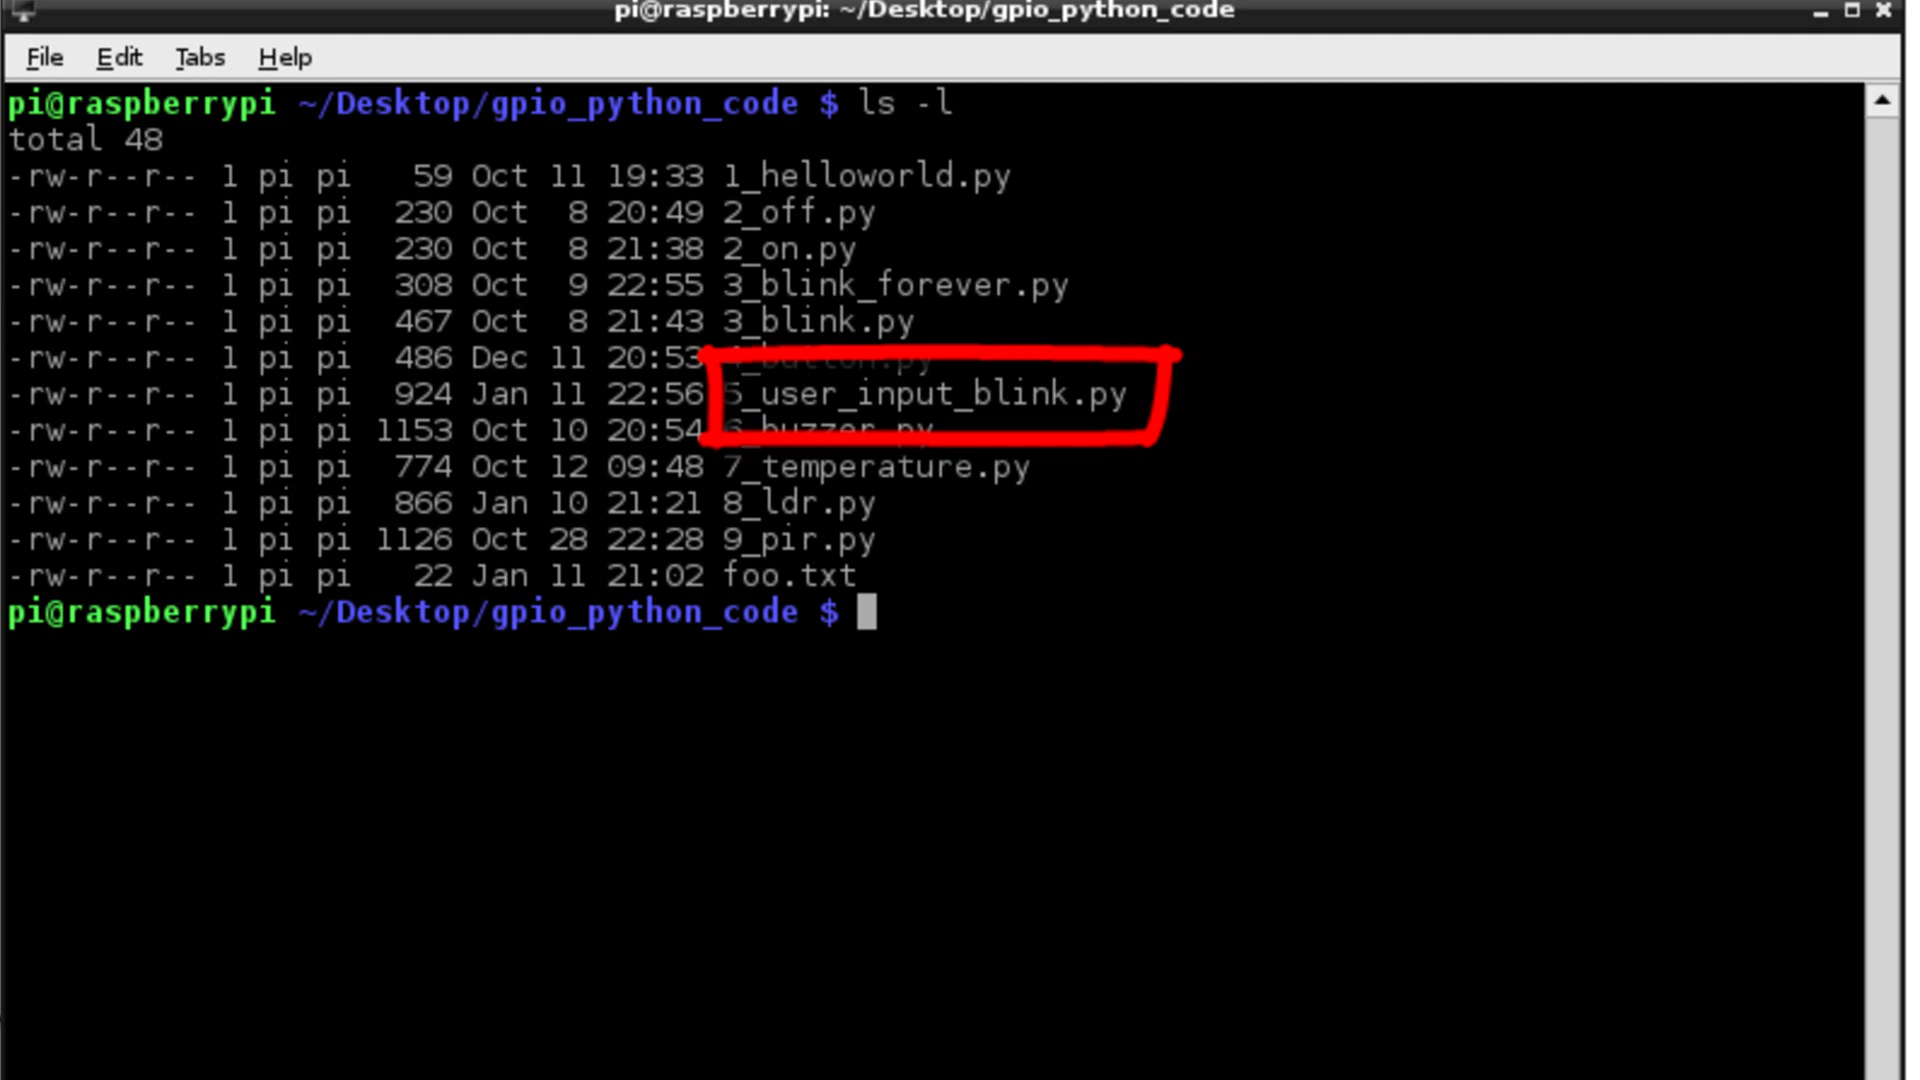 pi@raspberrypi: ~/Desktop/gpio_python_code
File Edit Tabs Help
pi@raspberrypi ~/Desktop/gpio_python_code $ ls -l
total 48
-rw-r--r-- 1 pi pi   59 Oct 11 19:33 1_helloworld.py
-rw-r--r-- 1 pi pi  230 Oct  8 20:49 2_off.py
-rw-r--r-- 1 pi pi  230 Oct  8 21:38 2_on.py
-rw-r--r-- 1 pi pi  308 Oct  9 22:55 3_blink_forever.py
-rw-r--r-- 1 pi pi  467 Oct  8 21:43 3_blink.py
-rw-r--r-- 1 pi pi  486 Dec 11 20:53 4_button.py
-rw-r--r-- 1 pi pi  924 Jan 11 22:56 5_user_input_blink.py
-rw-r--r-- 1 pi pi 1153 Oct 10 20:54 6_buzzer.py
-rw-r--r-- 1 pi pi  774 Oct 12 09:48 7_temperature.py
-rw-r--r-- 1 pi pi  866 Jan 10 21:21 8_ldr.py
-rw-r--r-- 1 pi pi 1126 Oct 28 22:28 9_pir.py
-rw-r--r-- 1 pi pi   22 Jan 11 21:02 foo.txt
pi@raspberrypi ~/Desktop/gpio_python_code $